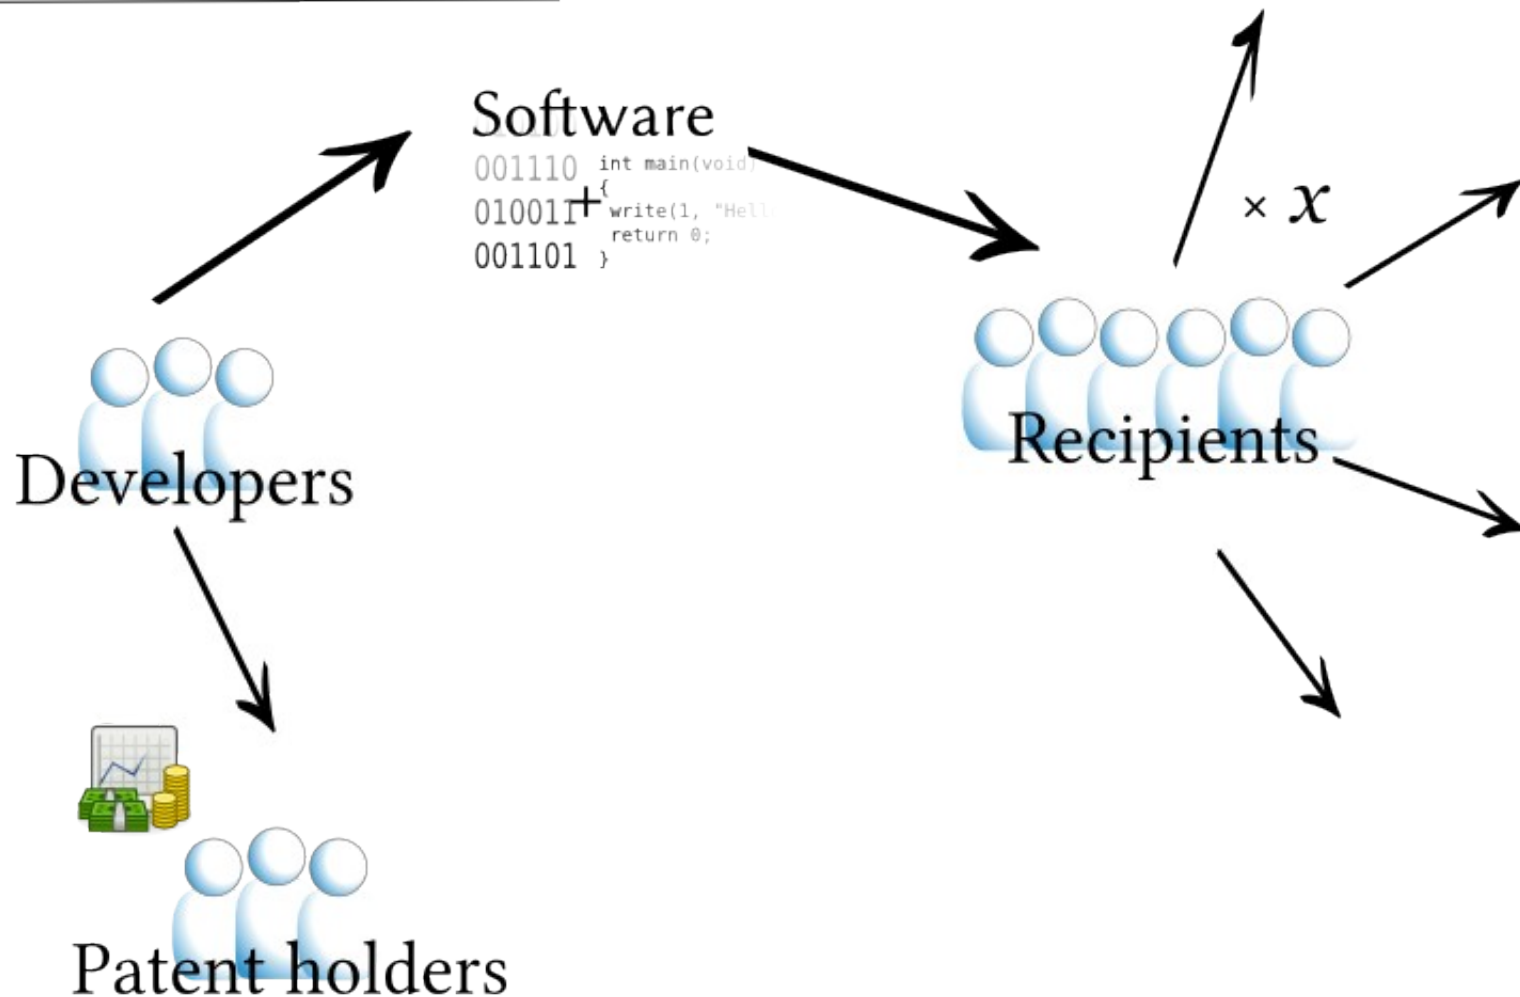 Software
001110
010011
001101
+
int main(void)
{
write(1, "Hell
return 0;
}
× x
Developers
Recipients
Patent holders